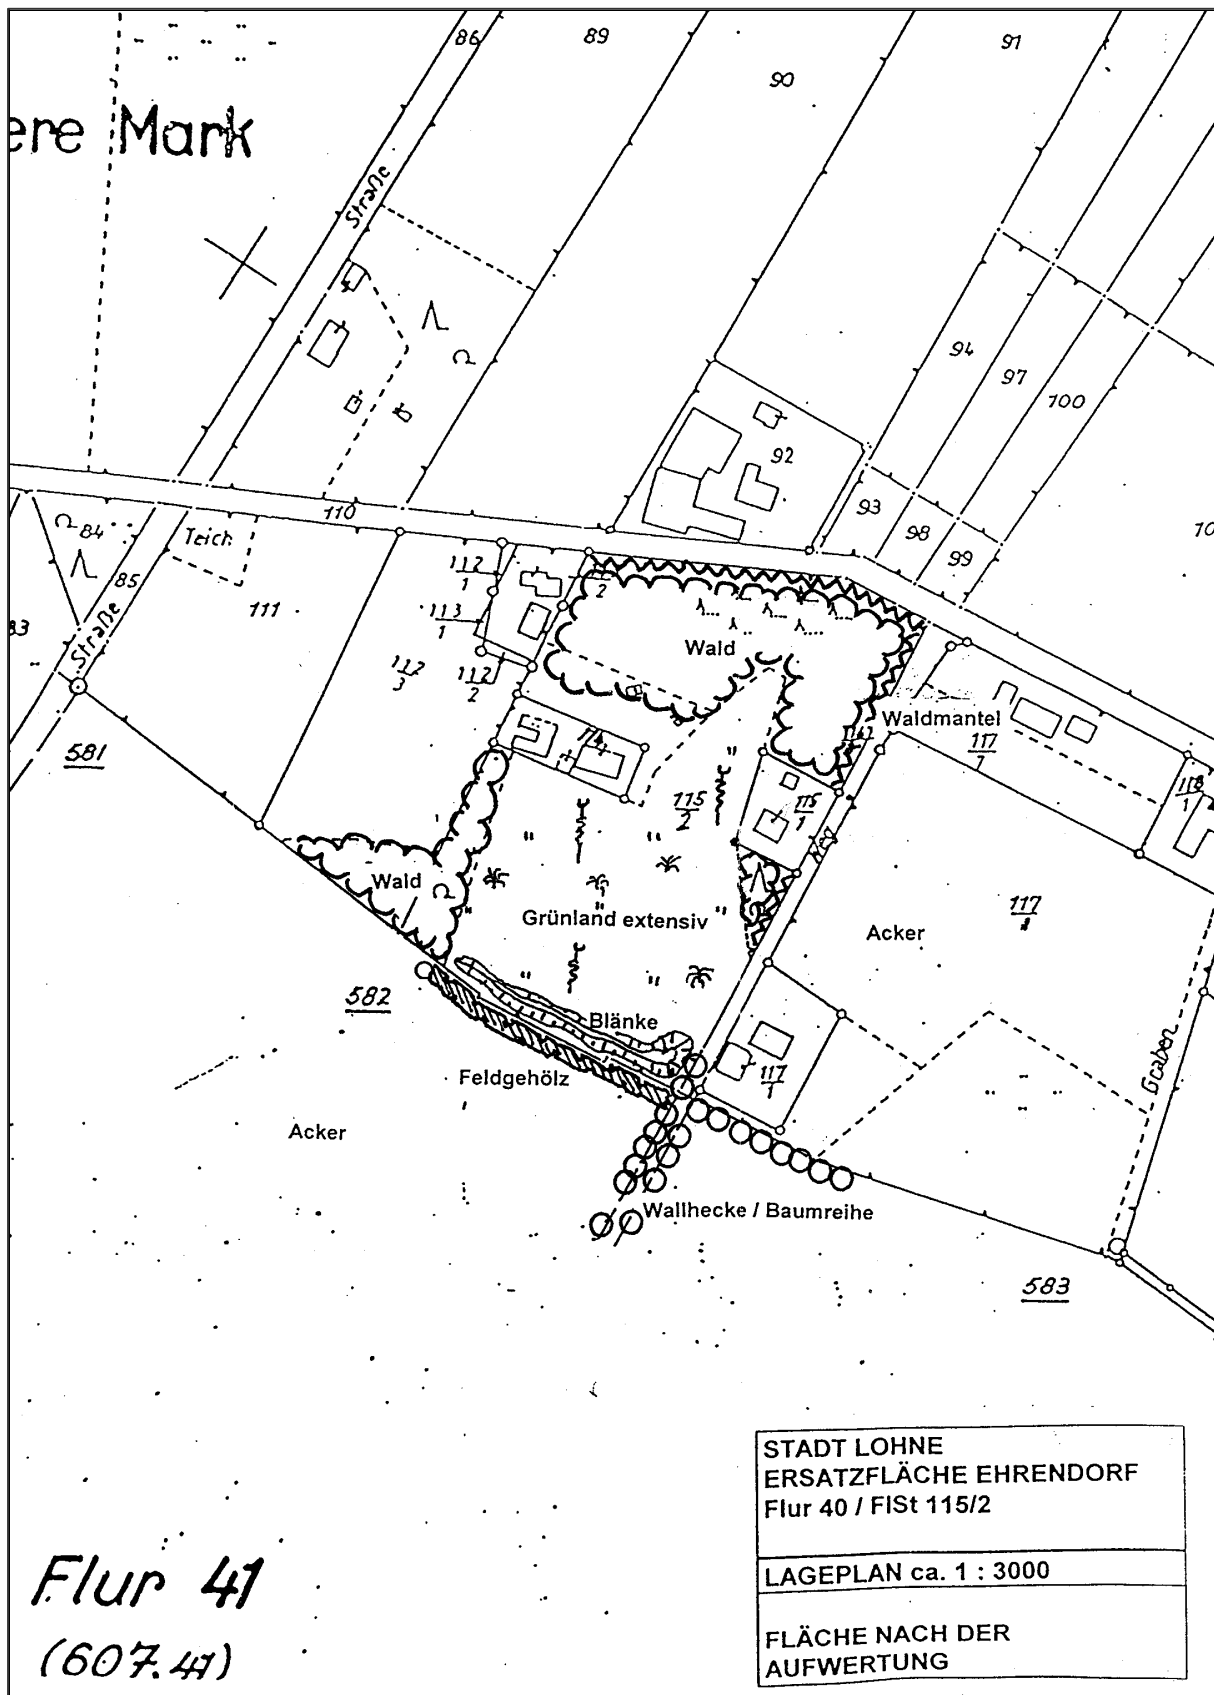 86
89
90
91
ere Mark
Straße
94
97
100
92
93
98
99
10
110
Teich
84
85
Straße
83
111
112
1
113
1
112
2
112
3
2
Wald
Waldmantel
117
118
1
581
114
115
2
115
1
Weg
Wald
Grünland extensiv
Acker
117
582
Blänke
Feldgehölz
117
1
Graben
Acker
Wallhecke / Baumreihe
583
STADT LOHNE
ERSATZFLÄCHE EHRENDORF
Flur 40 / FlSt 115/2
LAGEPLAN ca. 1 : 3000
FLÄCHE NACH DER
AUFWERTUNG
Flur 41
(607.41)